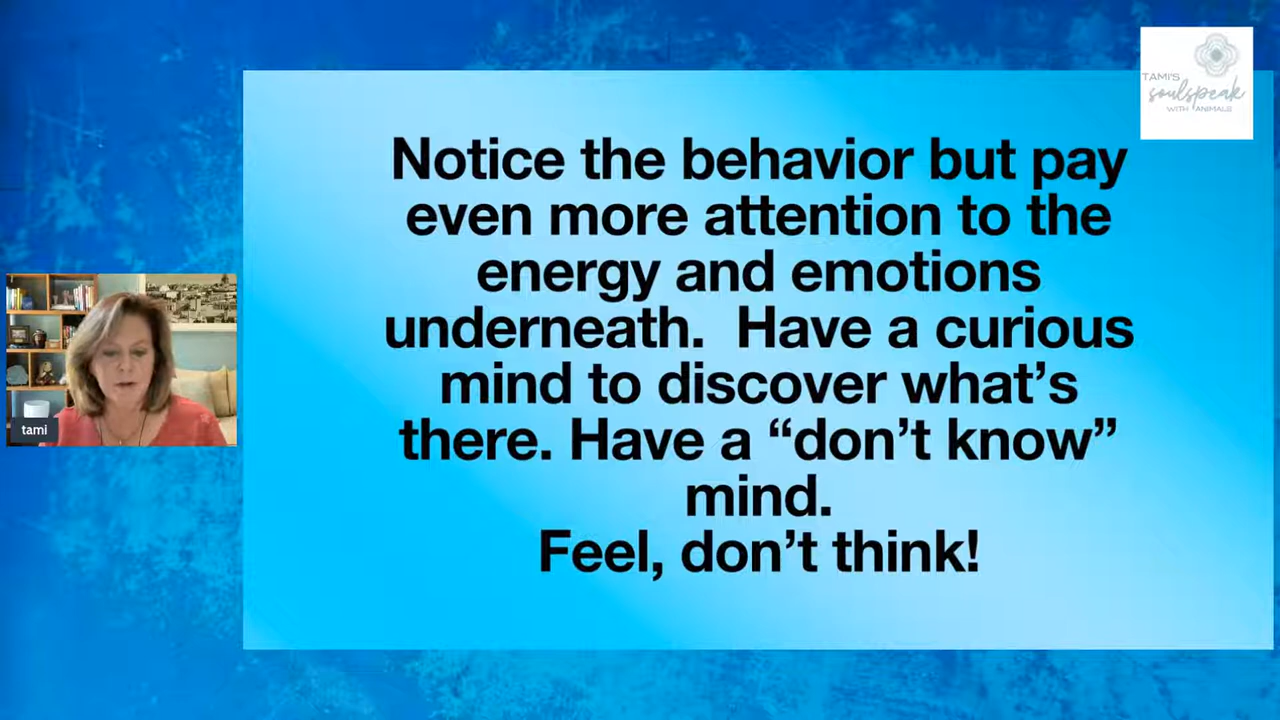 TAMI'S
soulspeak
WITH ANIMALS
Notice the behavior but pay
even more attention to the
energy and emotions
underneath.  Have a curious
mind to discover what’s
there. Have a “don’t know”
mind.
Feel, don’t think!
tami